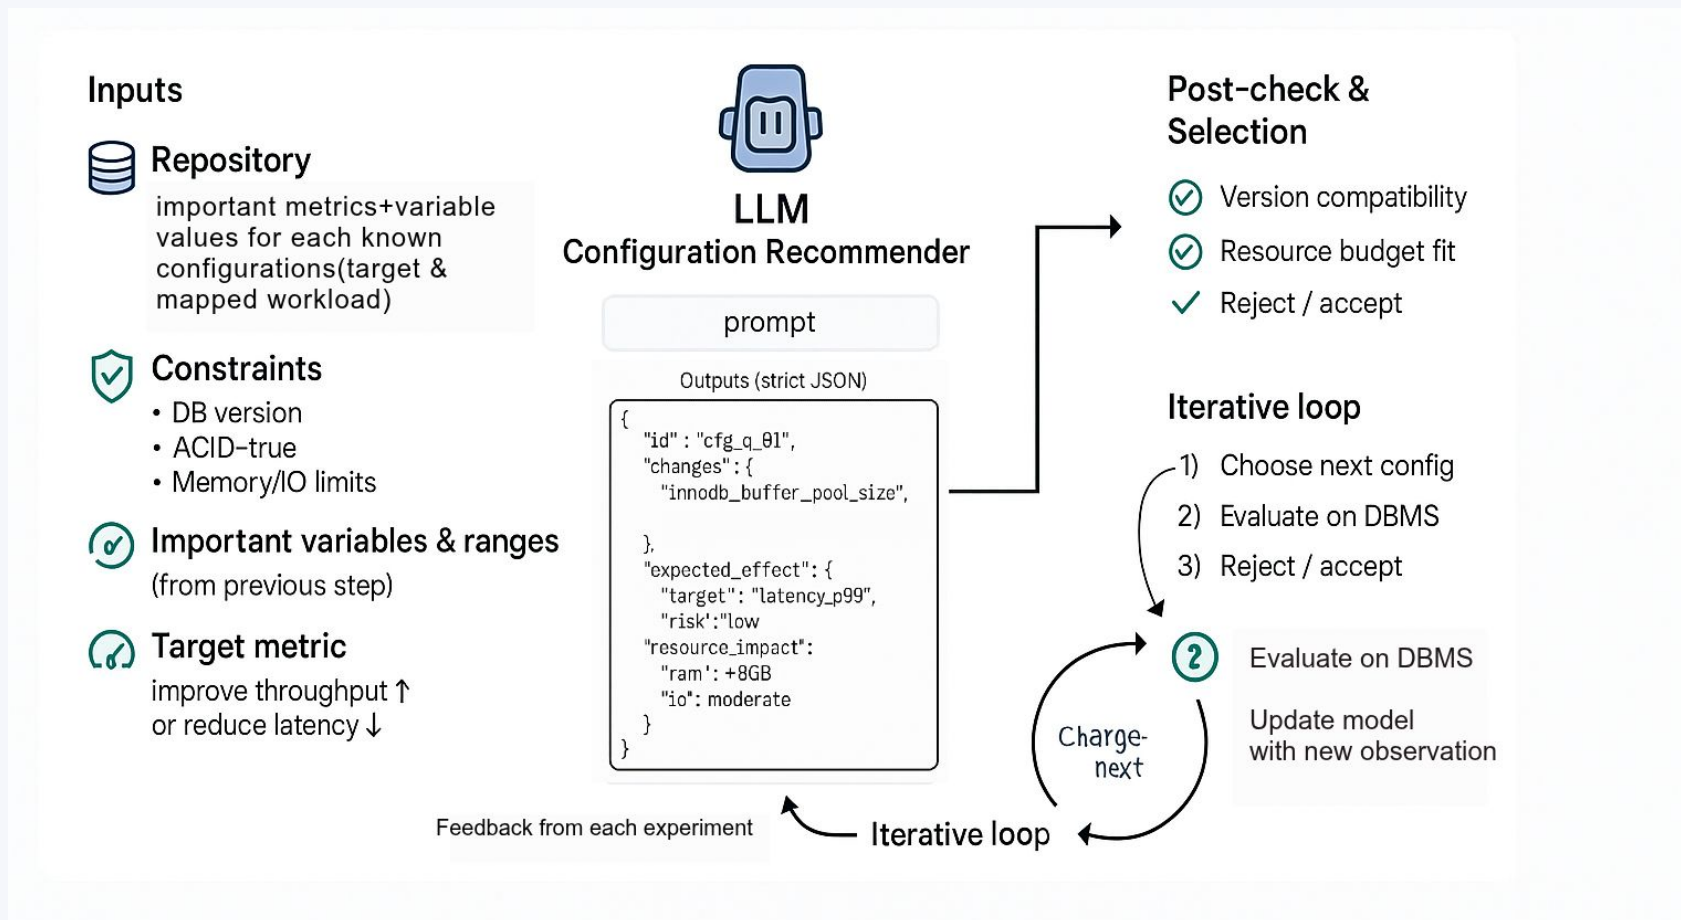 Inputs
Repository
important metrics+variable
values for each known
configurations(target &
mapped workload)
Constraints
• DB version
• ACID-true
• Memory/IO limits
Important variables & ranges
(from previous step)
Target metric
improve throughput ↑
or reduce latency ↓
LLM
Configuration Recommender
prompt
Outputs (strict JSON)
{
"id" : "cfg_q_01",
"changes": {
"innodb_buffer_pool_size",
},
"expected_effect": {
"target": "latency_p99",
"risk':"low
"resource_impact":
"ram': +8GB
"io": moderate
}
}
Feedback from each experiment
Iterative loop
Post-check &
Selection
Version compatibility
Resource budget fit
Reject / accept
Iterative loop
1) Choose next config
2) Evaluate on DBMS
3) Reject / accept
2
Evaluate on DBMS
Update model
with new observation
Charge-
next